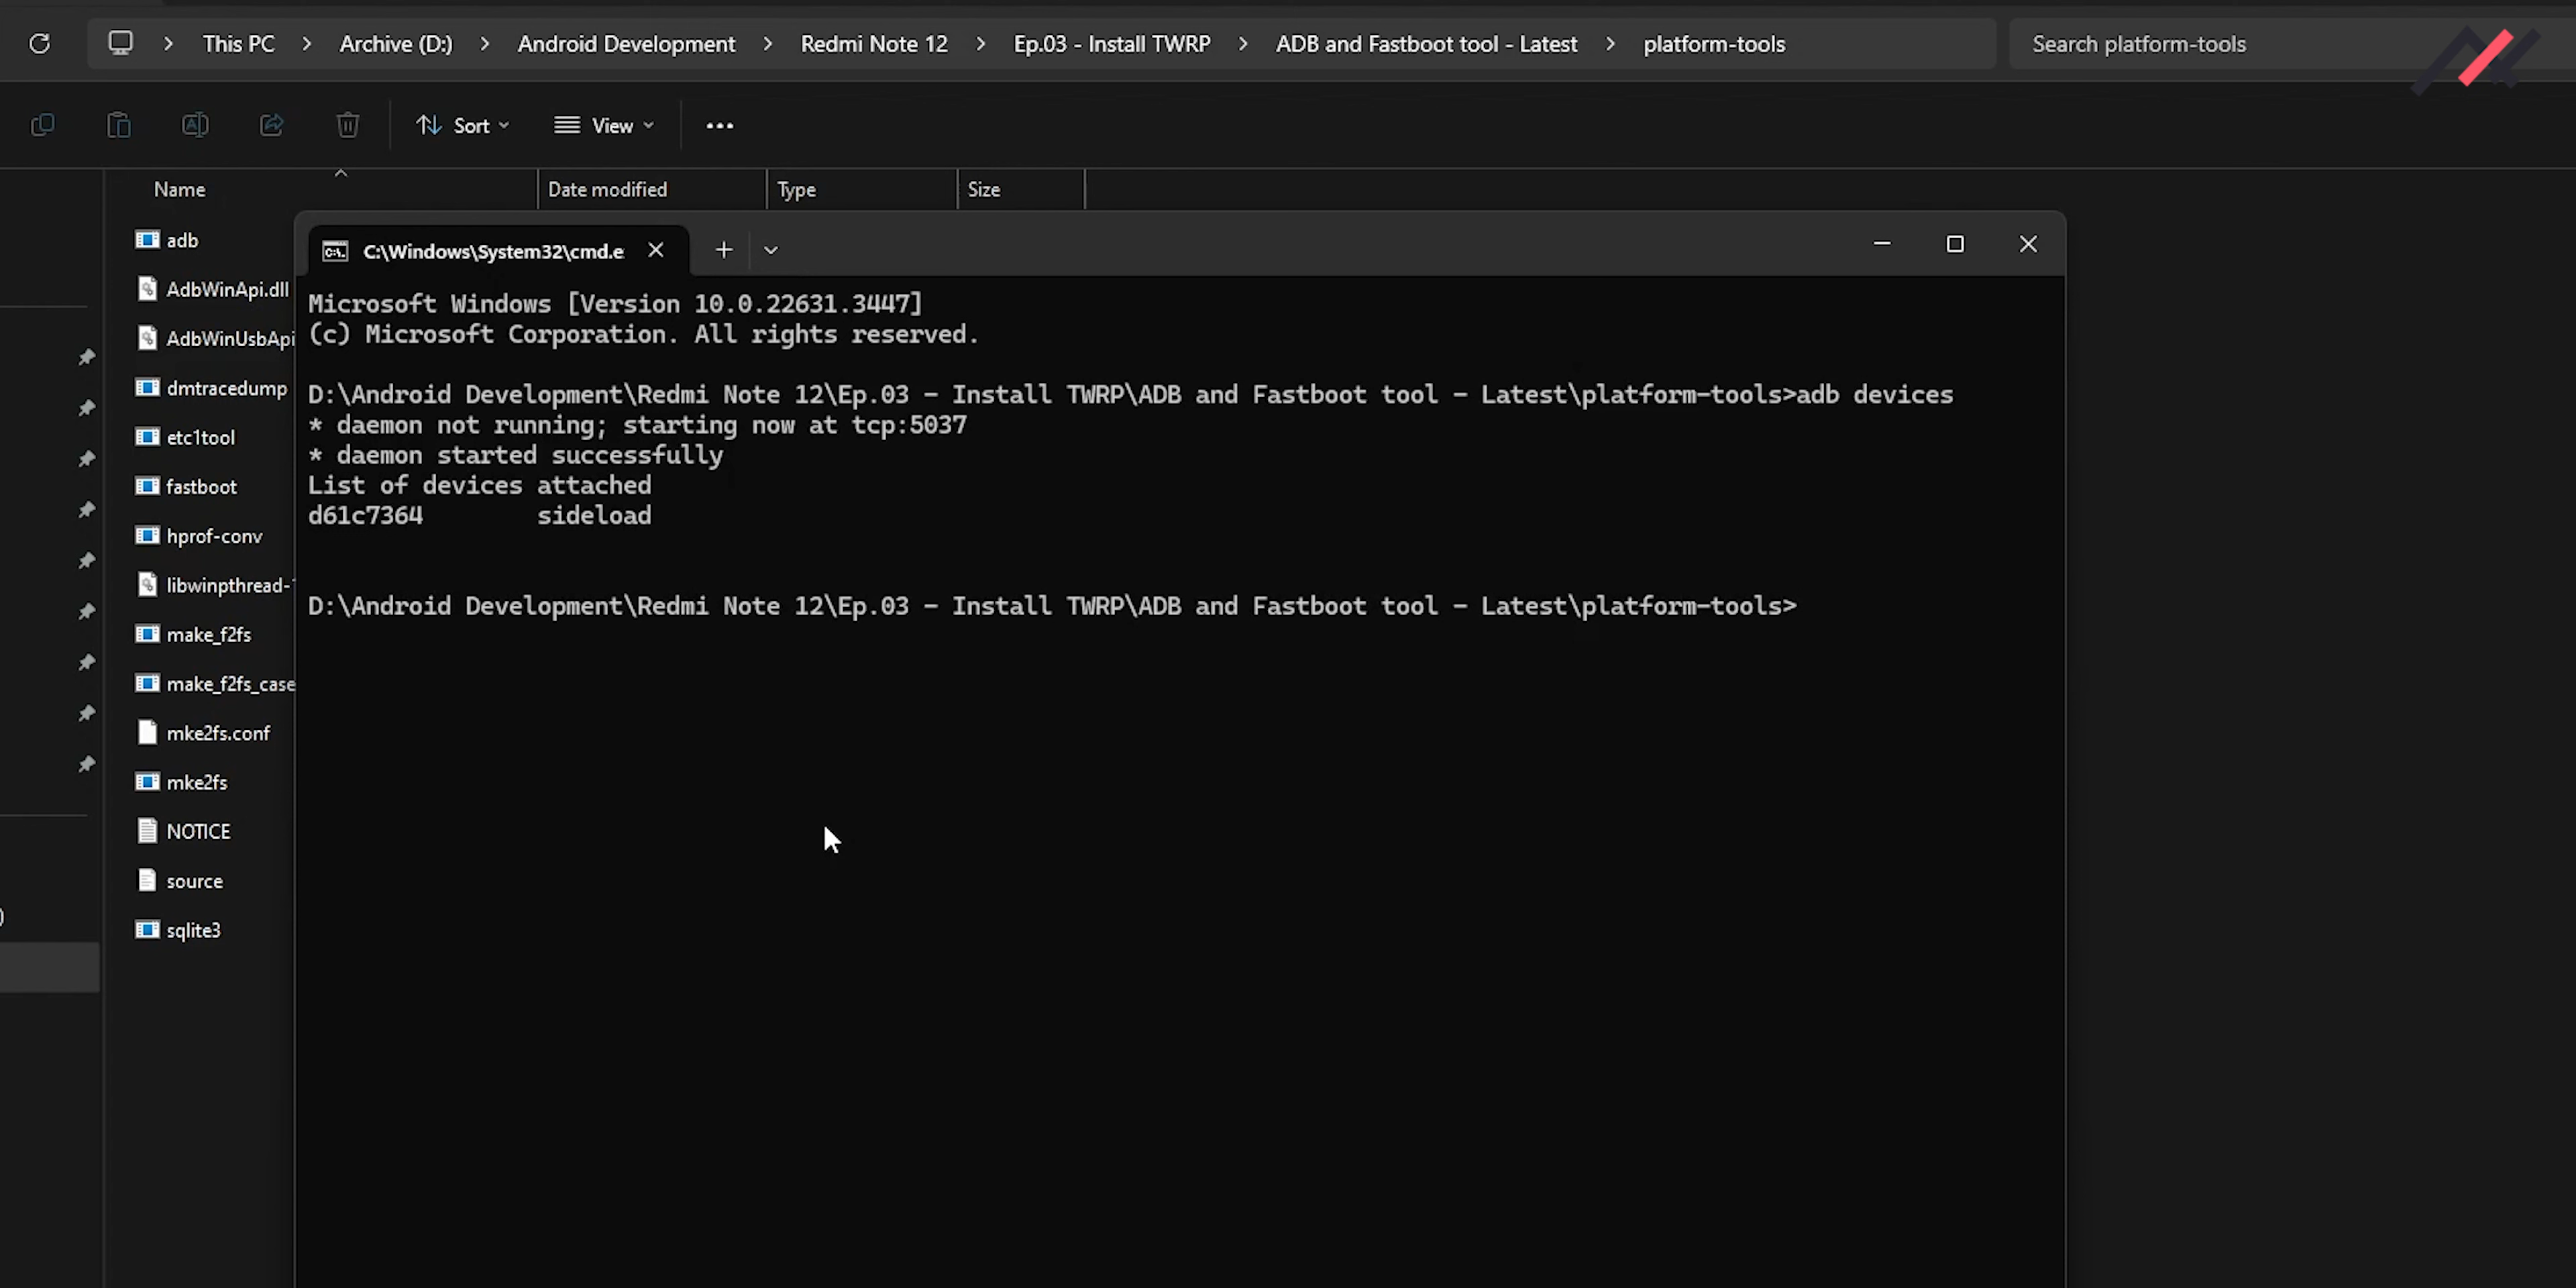 This PC > Archive (D:) > Android Development > Redmi Note 12 > Ep.03 - Install TWRP > ADB and Fastboot tool - Latest > platform-tools
Search platform-tools
Sort
View
Name
Date modified
Type
Size
adb
AdbWinApi.dll
AdbWinUsbApi
dmtracedump
etc1tool
fastboot
hprof-conv
libwinpthread-
make_f2fs
make_f2fs_case
mke2fs.conf
mke2fs
NOTICE
source
sqlite3
)
C:\Windows\System32\cmd.e
Microsoft Windows [Version 10.0.22631.3447]
(c) Microsoft Corporation. All rights reserved.
D:\Android Development\Redmi Note 12\Ep.03 - Install TWRP\ADB and Fastboot tool - Latest\platform-tools>adb devices
* daemon not running; starting now at tcp:5037
* daemon started successfully
List of devices attached
d61c7364 sideload
D:\Android Development\Redmi Note 12\Ep.03 - Install TWRP\ADB and Fastboot tool - Latest\platform-tools>